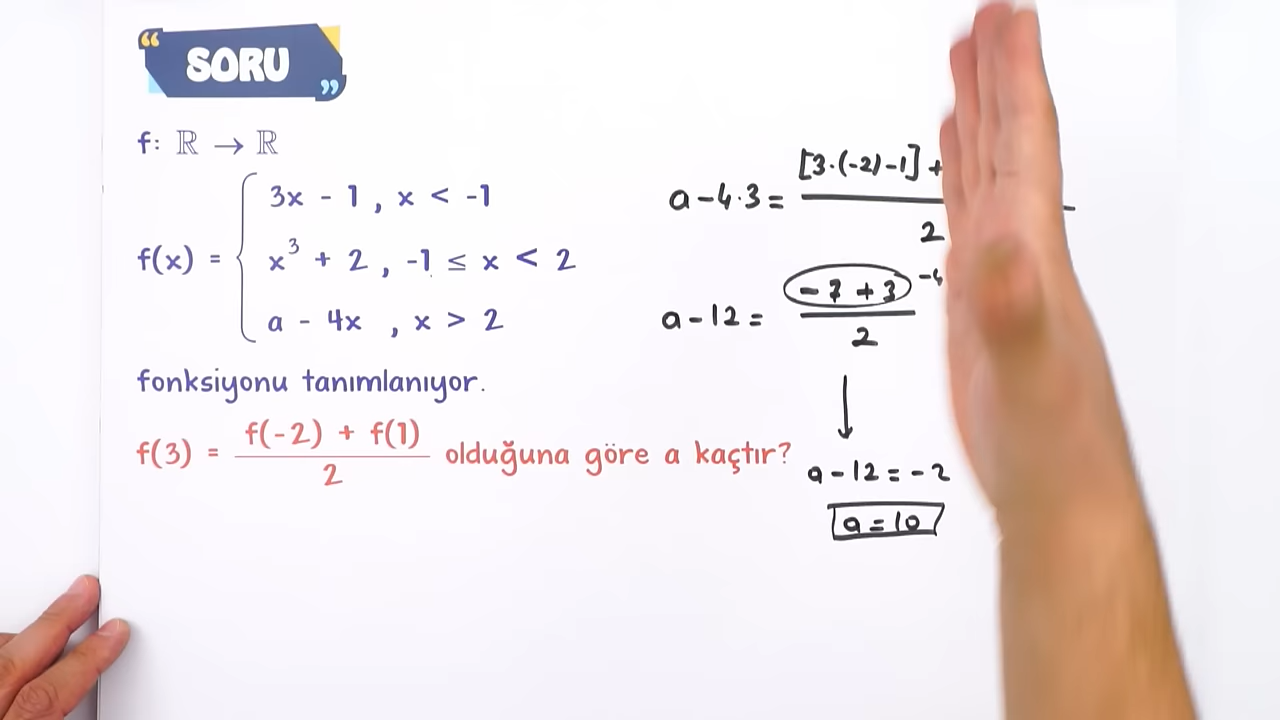 “ SORU ”
f: ℝ → ℝ
f(x) = { 3x - 1 , x < -1
x³ + 2 , -1 ≤ x < 2
a - 4x , x > 2
fonksiyonu tanımlanıyor.
f(3) = (f(-2) + f(1)) / 2 olduğuna göre a kaçtır?
a - 4·3 = [3·(-2)-1] + / 2
a - 12 = (-7 + 3) / 2 -4
a - 12 = -2
a = 10